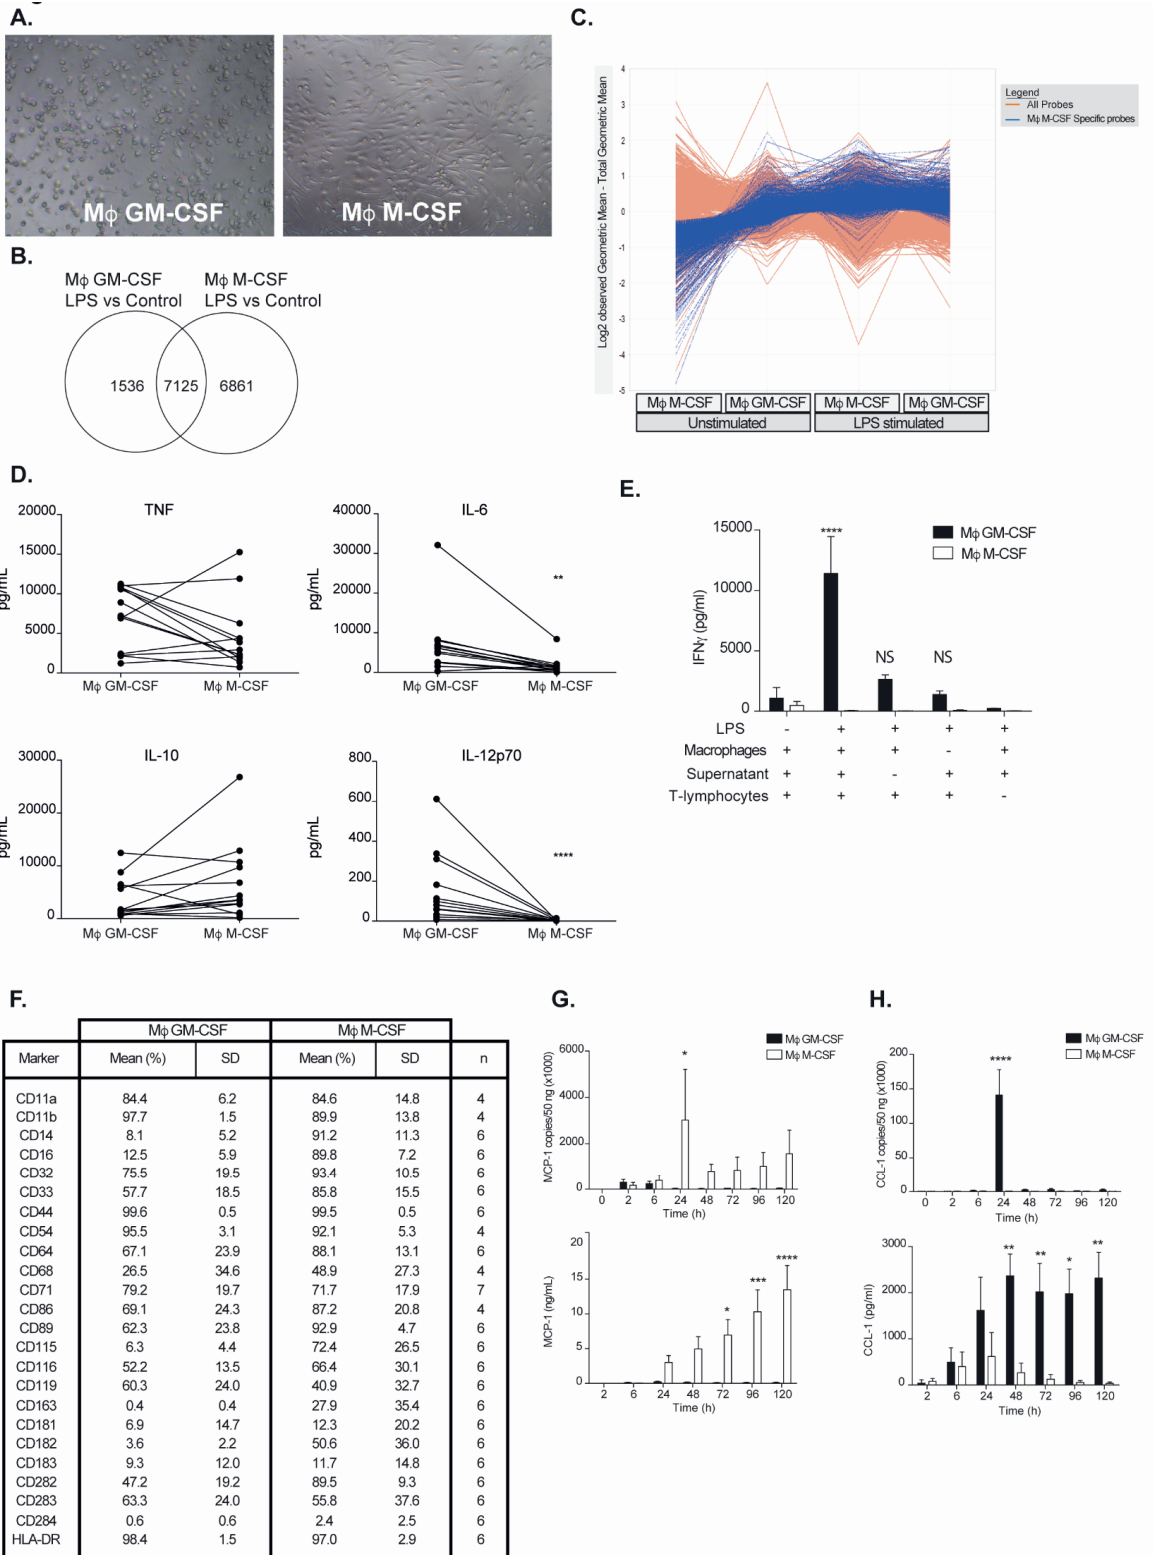 A.
Mϕ GM-CSF
Mϕ M-CSF
B.
Mϕ GM-CSF
LPS vs Control
Mϕ M-CSF
LPS vs Control
1536
7125
6861
C.
Log2 observed Geometric Mean - Total Geometric Mean
4
3
2
1
0
-1
-2
-3
-4
-5
Legend
All Probes
Mϕ M-CSF Specific probes
Mϕ M-CSF
Mϕ GM-CSF
Mϕ M-CSF
Mϕ GM-CSF
Unstimulated
LPS stimulated
D.
TNF
pg/mL
20000
15000
10000
5000
0
Mϕ GM-CSF
Mϕ M-CSF
IL-6
pg/mL
40000
30000
20000
10000
0
**
Mϕ GM-CSF
Mϕ M-CSF
IL-10
pg/mL
30000
20000
10000
0
Mϕ GM-CSF
Mϕ M-CSF
IL-12p70
pg/mL
800
600
400
200
0
****
Mϕ GM-CSF
Mϕ M-CSF
E.
IFNγ (pg/ml)
15000
10000
5000
0
****
NS
NS
Mϕ GM-CSF
Mϕ M-CSF
LPS - + + + +
Macrophages + + + - +
Supernatant + + - + +
T-lymphocytes + + + + -
F.
Mϕ GM-CSF Mϕ M-CSF
Marker Mean (%) SD Mean (%) SD n
CD11a 84.4 6.2 84.6 14.8 4
CD11b 97.7 1.5 89.9 13.8 4
CD14 8.1 5.2 91.2 11.3 6
CD16 12.5 5.9 89.8 7.2 6
CD32 75.5 19.5 93.4 10.5 6
CD33 57.7 18.5 85.8 15.5 6
CD44 99.6 0.5 99.5 0.5 6
CD54 95.5 3.1 92.1 5.3 4
CD64 67.1 23.9 88.1 13.1 6
CD68 26.5 34.6 48.9 27.3 4
CD71 79.2 19.7 71.7 17.9 7
CD86 69.1 24.3 87.2 20.8 4
CD89 62.3 23.8 92.9 4.7 6
CD115 6.3 4.4 72.4 26.5 6
CD116 52.2 13.5 66.4 30.1 6
CD119 60.3 24.0 40.9 32.7 6
CD163 0.4 0.4 27.9 35.4 6
CD181 6.9 14.7 12.3 20.2 6
CD182 3.6 2.2 50.6 36.0 6
CD183 9.3 12.0 11.7 14.8 6
CD282 47.2 19.2 89.5 9.3 6
CD283 63.3 24.0 55.8 37.6 6
CD284 0.6 0.6 2.4 2.5 6
HLA-DR 98.4 1.5 97.0 2.9 6
G.
Mϕ GM-CSF
Mϕ M-CSF
MCP-1 copies/50 ng (x1000)
6000
4000
2000
0
*
0 2 6 24 48 72 96 120
Time (h)
MCP-1 (ng/mL)
20
15
10
5
0
* *** ****
2 6 24 48 72 96 120
Time (h)
H.
Mϕ GM-CSF
Mϕ M-CSF
CCL-1 copies/50 ng (x1000)
200
150
100
50
0
****
0 2 6 24 48 72 96 120
Time (h)
CCL-1 (pg/ml)
3000
2000
1000
0
** ** * **
2 6 24 48 72 96 120
Time (h)